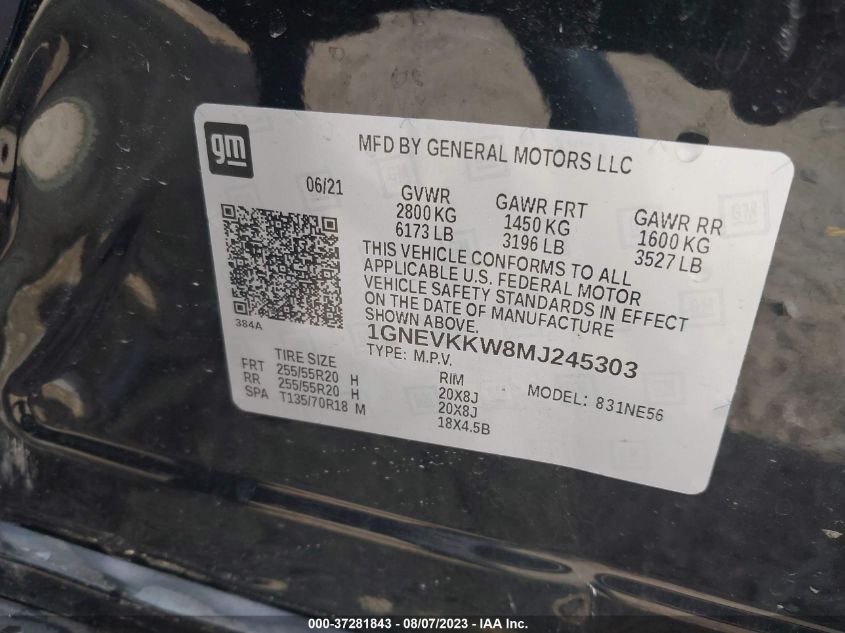 gm
MFD BY GENERAL MOTORS LLC
06/21
GVWR
2800 KG
6173 LB
GAWR FRT
1450 KG
3196 LB
GAWR RR
1600 KG
3527 LB
THIS VEHICLE CONFORMS TO ALL
APPLICABLE U.S. FEDERAL MOTOR
VEHICLE SAFETY STANDARDS IN EFFECT
ON THE DATE OF MANUFACTURE
SHOWN ABOVE.
384A
1GNEVKKW8MJ245303
TYPE: M.P.V.
TIRE SIZE
FRT 255/55R20 H
RR 255/55R20 H
SPA T135/70R18 M
RIM
20X8J
20X8J
18X4.5B
MODEL: 831NE56
000-37281843 - 08/07/2023 - IAA Inc.